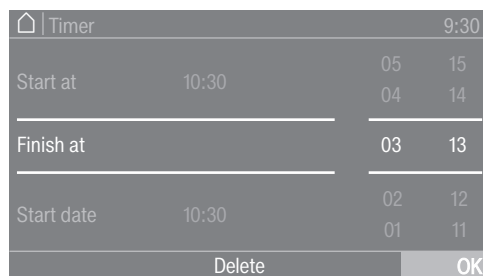 Timer 9:30
05 15
Start at 10:30
04 14
Finish at 03 13
02 12
Start date 10:30
01 11
Delete OK